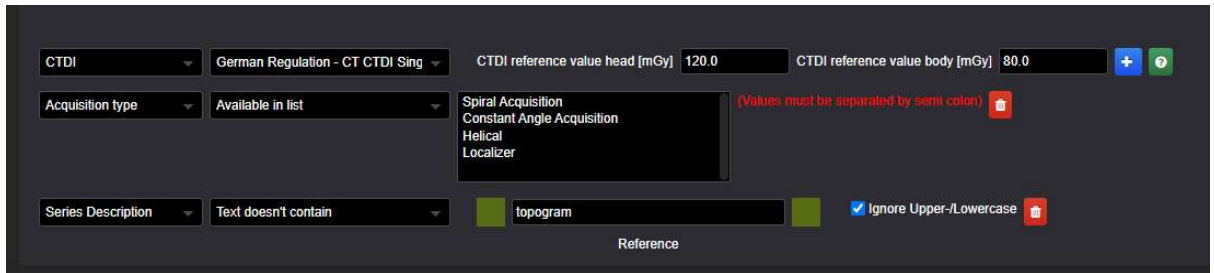 CTDI German Regulation - CT CTDI Sing CTDI reference value head [mGy] 120.0 CTDI reference value body [mGy] 80.0
Acquisition type Available in list
Spiral Acquisition
Constant Angle Acquisition
Helical
Localizer
(Values must be separated by semi colon)
Series Description Text doesn't contain topogram Ignore Upper-/Lowercase
Reference